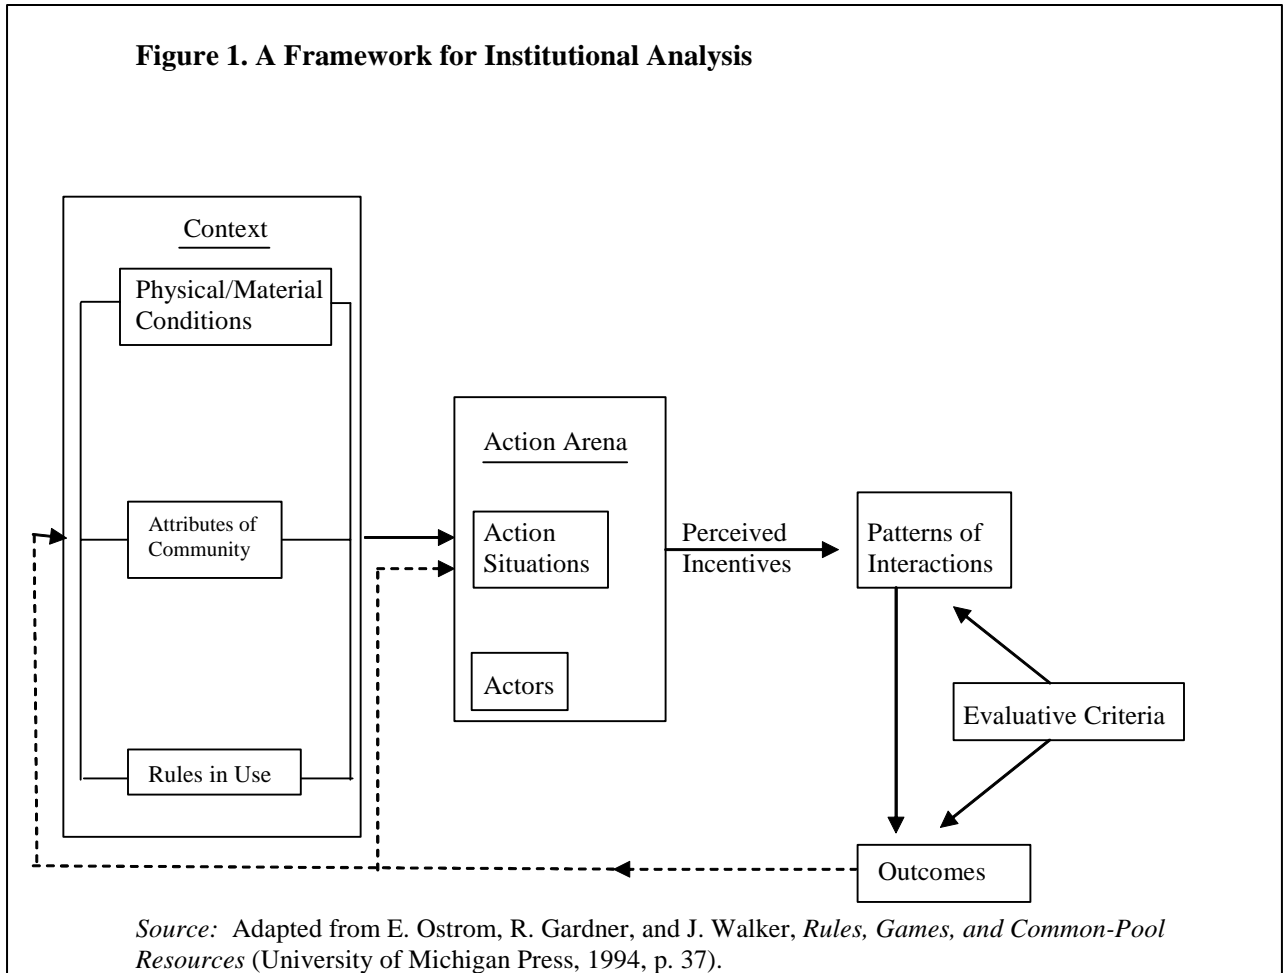 Figure 1. A Framework for Institutional Analysis
Context
Physical/Material
Conditions
Attributes of
Community
Rules in Use
Action Arena
Action
Situations
Actors
Perceived
Incentives
Patterns of
Interactions
Evaluative Criteria
Outcomes
Source: Adapted from E. Ostrom, R. Gardner, and J. Walker, Rules, Games, and Common-Pool
Resources (University of Michigan Press, 1994, p. 37).